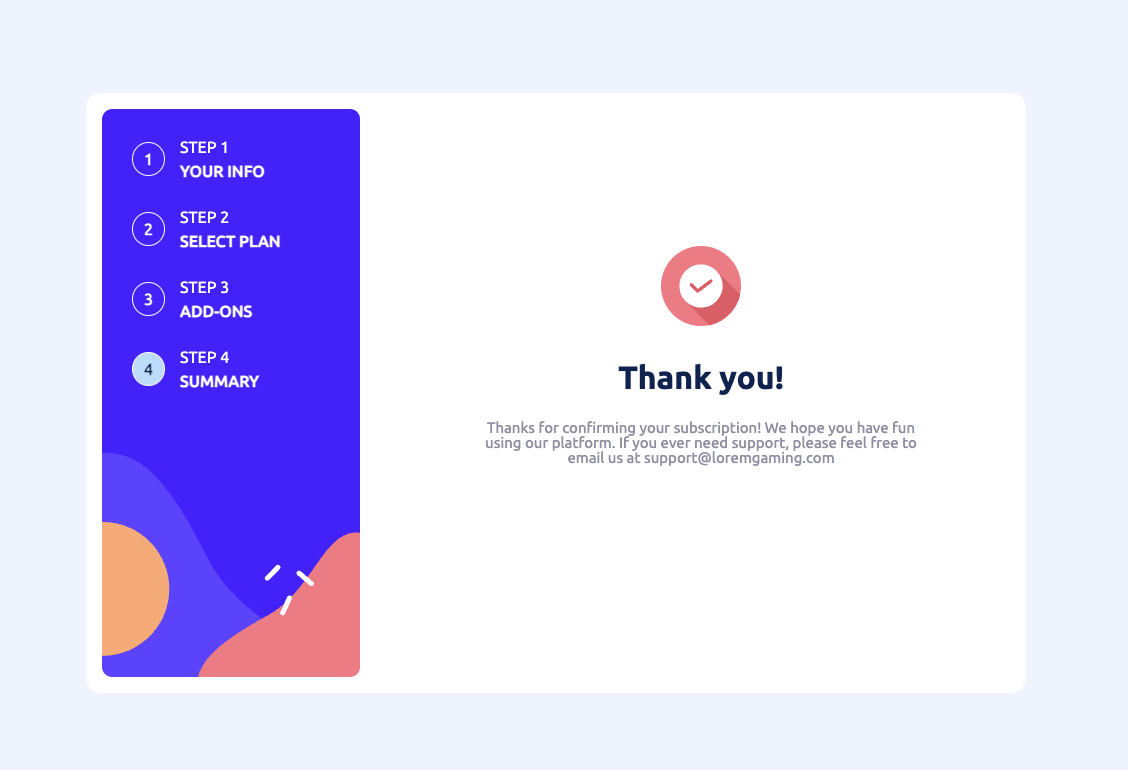 1
STEP 1
YOUR INFO
2
STEP 2
SELECT PLAN
3
STEP 3
ADD-ONS
4
STEP 4
SUMMARY
Thank you!
Thanks for confirming your subscription! We hope you have fun
using our platform. If you ever need support, please feel free to
email us at support@loremgaming.com